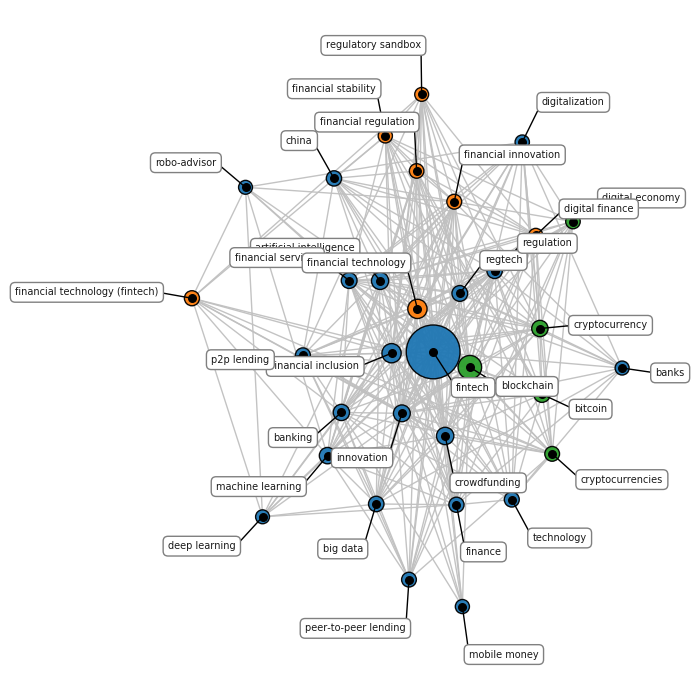 regulatory sandbox
financial stability
digitalization
financial regulation
china
financial innovation
robo-advisor
digital economy
digital finance
regulation
artificial intelligence
financial serv
financial technology
regtech
financial technology (fintech)
cryptocurrency
p2p lending
financial inclusion
banks
fintech
blockchain
bitcoin
banking
innovation
machine learning
crowdfunding
cryptocurrencies
deep learning
big data
finance
technology
peer-to-peer lending
mobile money